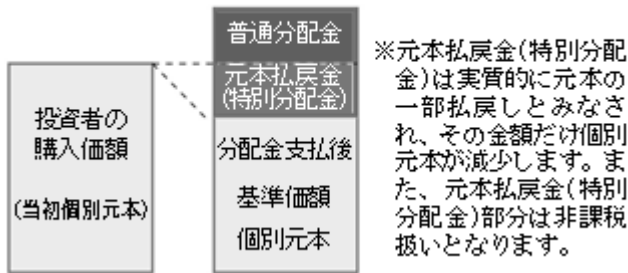 投資者の
購入価額
(当初個別元本)
普通分配金
元本払戻金
(特別分配金)
分配金支払後
基準価額
個別元本
※元本払戻金(特別分配
金)は実質的に元本の
一部払戻しとみなさ
れ、その金額だけ個別
元本が減少します。ま
た、元本払戻金(特別
分配金)部分は非課税
扱いとなります。